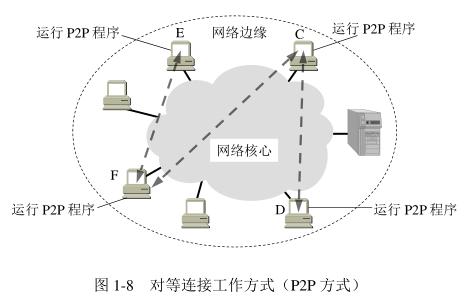 E
网络边缘
C
运行 P2P 程序
运行 P2P 程序
网络核心
F
D
运行 P2P 程序
运行 P2P 程序
图 1-8 对等连接工作方式（P2P 方式）